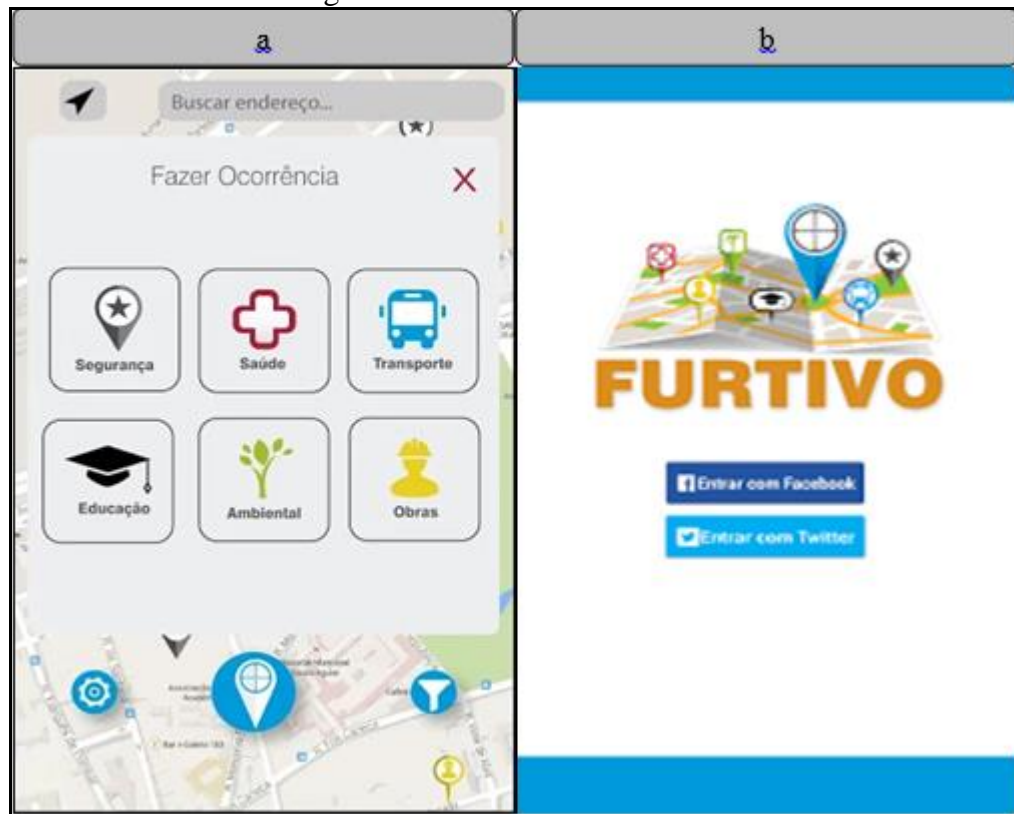 a
b
Buscar endereço...
Fazer Ocorrência
X
Segurança
Saúde
Transporte
Educação
Ambiental
Obras
FURTIVO
Entrar com Facebook
Entrar com Twitter